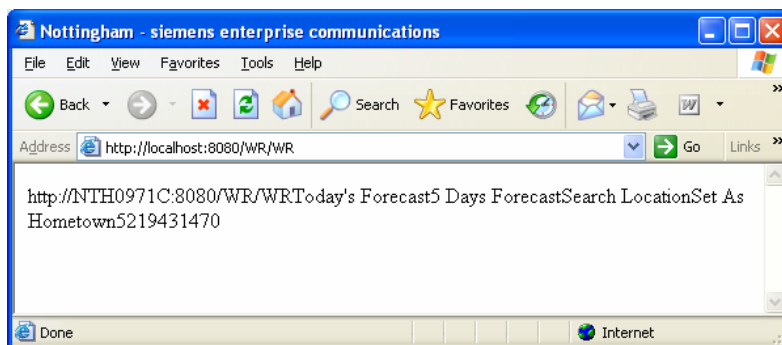 Nottingham - siemens enterprise communications
File Edit View Favorites Tools Help
Back Search Favorites W »
Address http://localhost:8080/WR/WR Go Links »
http://NTH0971C:8080/WR/WRToday's Forecast5 Days ForecastSearch LocationSet As
Hometown5219431470
Done Internet